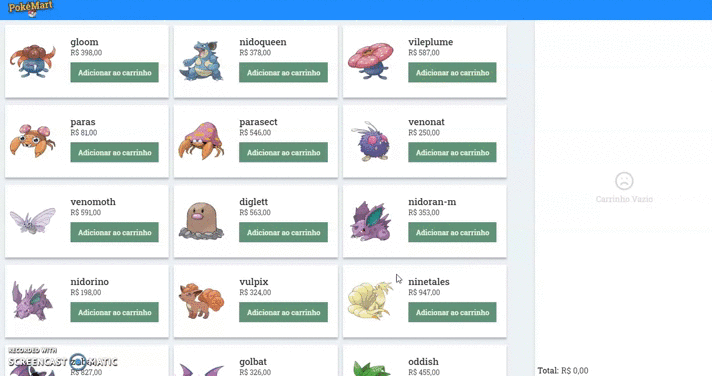 PokéMart
gloom
R$ 398,00
Adicionar ao carrinho
nidoqueen
R$ 378,00
Adicionar ao carrinho
vileplume
R$ 587,00
Adicionar ao carrinho
paras
R$ 81,00
Adicionar ao carrinho
parasect
R$ 546,00
Adicionar ao carrinho
venonat
R$ 250,00
Adicionar ao carrinho
Carrinho Vazio
venomoth
R$ 591,00
Adicionar ao carrinho
diglett
R$ 563,00
Adicionar ao carrinho
nidoran-m
R$ 353,00
Adicionar ao carrinho
nidorino
R$ 198,00
Adicionar ao carrinho
vulpix
R$ 324,00
Adicionar ao carrinho
ninetales
R$ 947,00
Adicionar ao carrinho
RECORDED WITH
SCREENCAST MATIC
R$ 827,00
golbat
R$ 326,00
oddish
R$ 455,00
Total: R$ 0,00